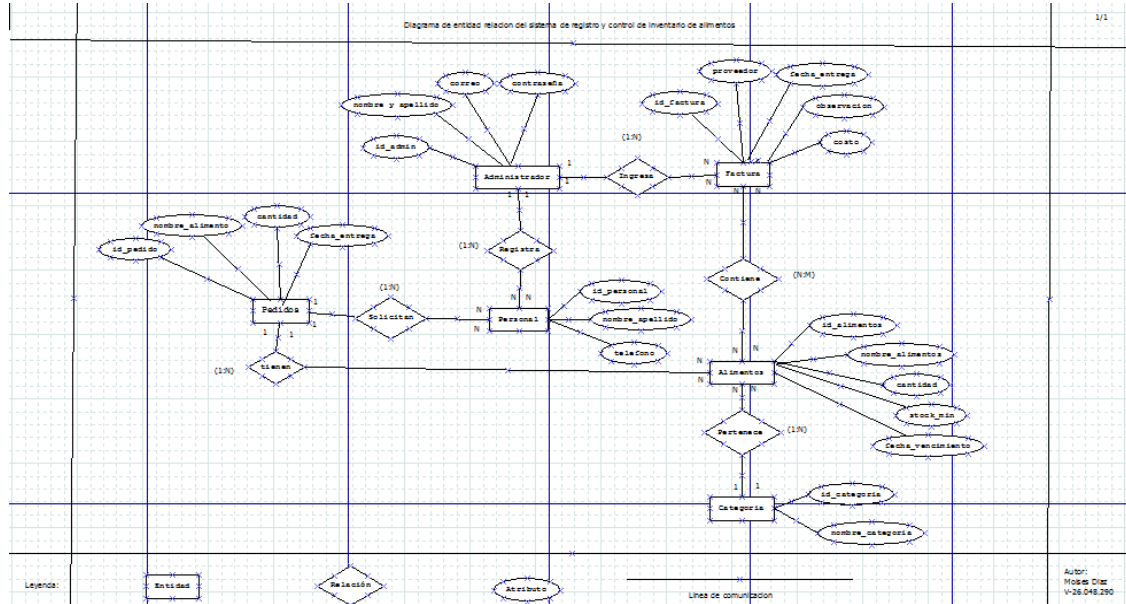 Diagrama de entidad relacion del sistema de registro y control de inventario de alimentos
1/1
correo
contraseña
nombre y apellido
id_admin
Administrador
1
1
1
1
(1:N)
Ingresa
proveedor
fecha_entrega
id_factura
observacion
costo
Factura
N
N
N
N
(1:N)
Registra
N
N
cantidad
nombre_alimento
fecha_entrega
id_pedido
Pedidos
1
1
1
1
(1:N)
Solicitan
N
N
Personal
id_personal
nombre_apellido
telefono
(1:N)
tienen
Contiene
(N:M)
N
N
N
N
Alimentos
N
N
id_alimentos
nombre_alimentos
cantidad
stock_min
fecha_vencimiento
Pertenece
(1:N)
1
1
Categoria
id_categoria
nombre_categoria
Leyenda:
Entidad
Relación
Atributo
Linea de comunicacion
Autor:
Moises Diaz
V-26.048.290